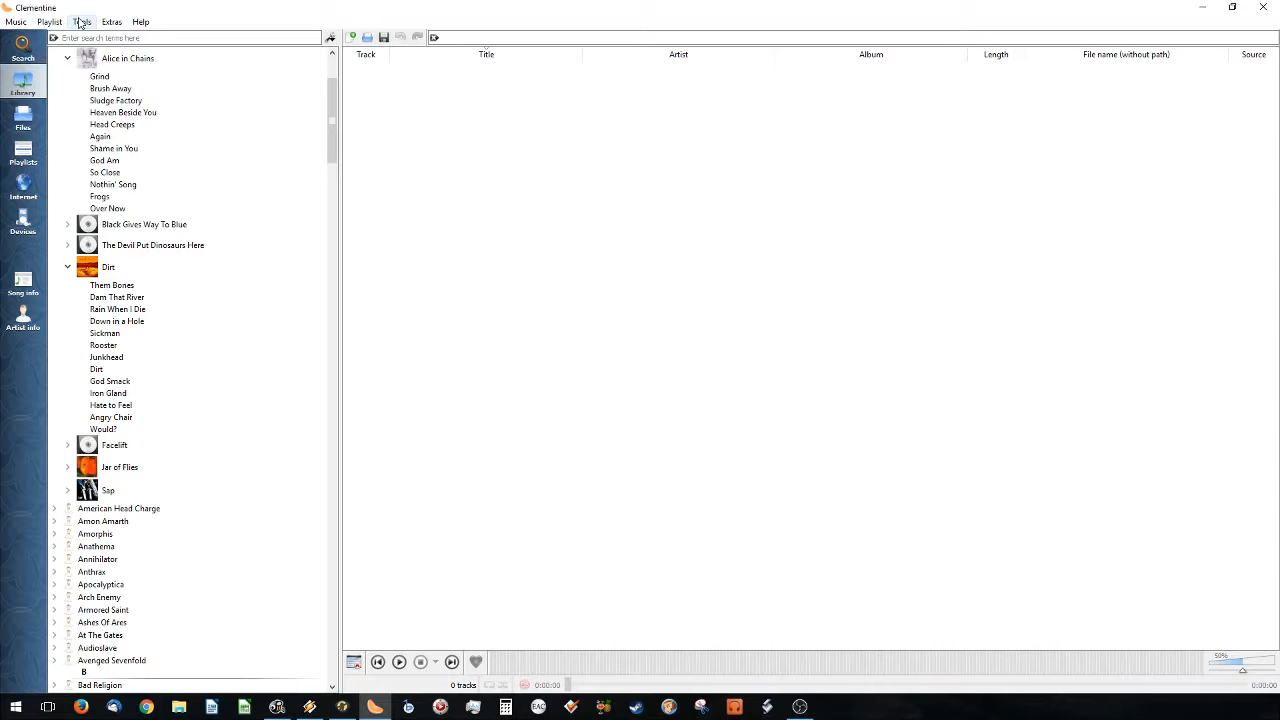 Clementine
Music Playlist Tools Extras Help
Enter search terms here
Track Title Artist Album Length File name (without path) Source
Search
Library
Files
Playlists
Internet
Devices
Song info
Artist info
Alice in Chains
Grind
Brush Away
Sludge Factory
Heaven Beside You
Head Creeps
Again
Shame in You
God Am
So Close
Nothin' Song
Frogs
Over Now
Black Gives Way To Blue
The Devil Put Dinosaurs Here
Dirt
Them Bones
Dam That River
Rain When I Die
Down in a Hole
Sickman
Rooster
Junkhead
Dirt
God Smack
Iron Gland
Hate to Feel
Angry Chair
Would?
Facelift
Jar of Flies
Sap
American Head Charge
Amon Amarth
Amorphis
Anathema
Annihilator
Anthrax
Apocalyptica
Arch Enemy
Armored Saint
Ashes Of Ares
At The Gates
Audioslave
Avenged Sevenfold
B
Bad Religion
50%
0 tracks 0:00:00 0:00:00
EAC